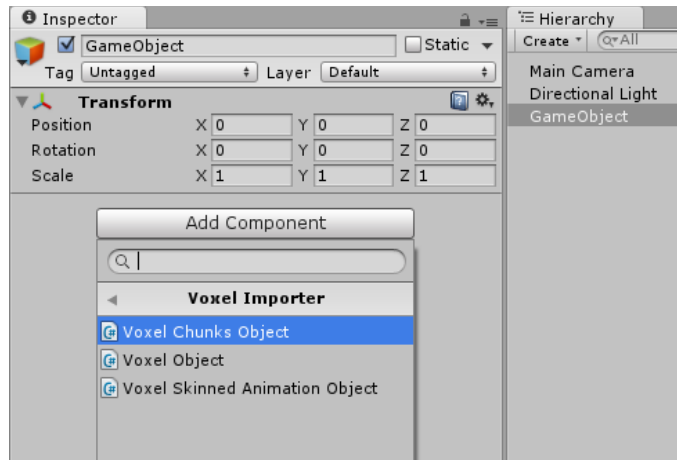 Inspector
GameObject
Static
Tag Untagged Layer Default
Transform
Position X 0 Y 0 Z 0
Rotation X 0 Y 0 Z 0
Scale X 1 Y 1 Z 1
Add Component
Voxel Importer
Voxel Chunks Object
Voxel Object
Voxel Skinned Animation Object
Hierarchy
Create All
Main Camera
Directional Light
GameObject